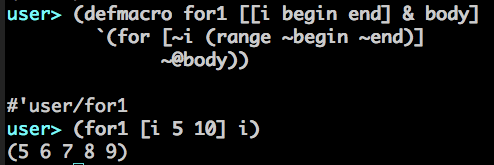 user> (defmacro for1 [[i begin end] & body]
`(for [~i (range ~begin ~end)]
~@body))
#'user/for1
user> (for1 [i 5 10] i)
(5 6 7 8 9)